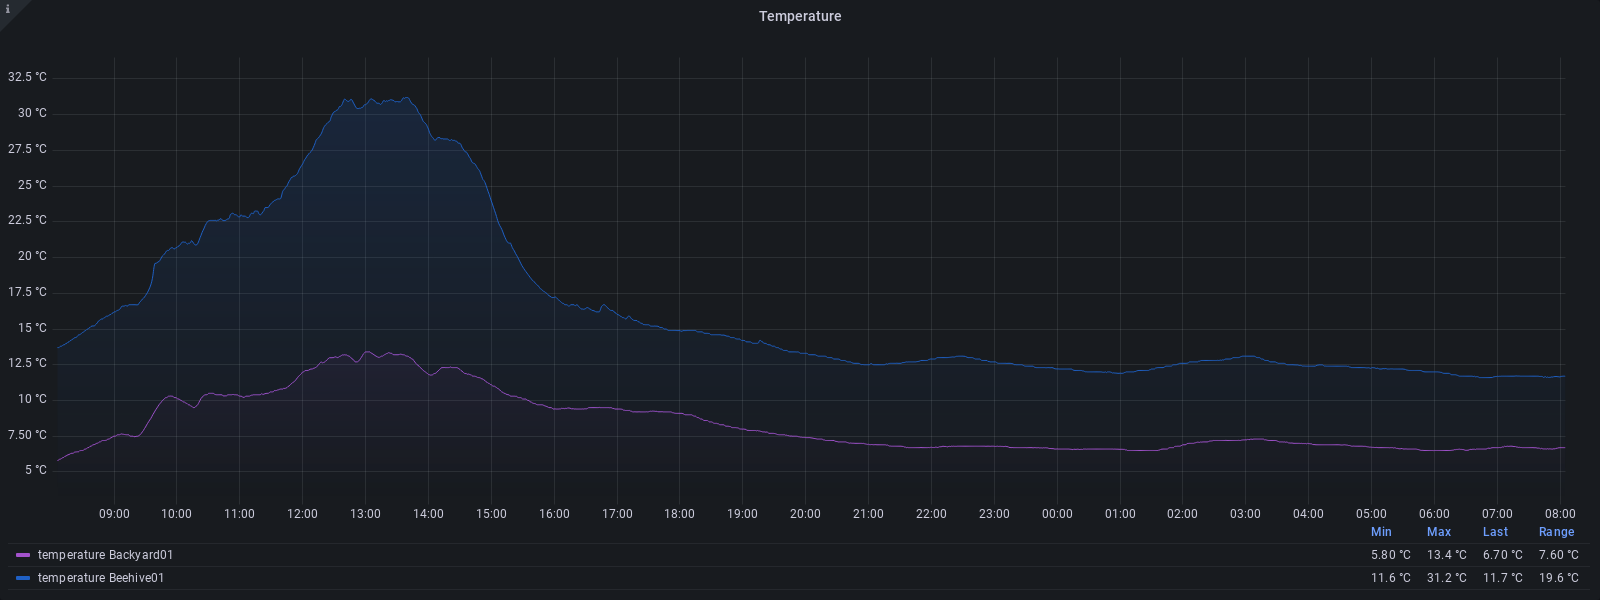 i
Temperature
32.5 °C
30 °C
27.5 °C
25 °C
22.5 °C
20 °C
17.5 °C
15 °C
12.5 °C
10 °C
7.50 °C
5 °C
09:00 10:00 11:00 12:00 13:00 14:00 15:00 16:00 17:00 18:00 19:00 20:00 21:00 22:00 23:00 00:00 01:00 02:00 03:00 04:00 05:00 06:00 07:00 08:00
Min Max Last Range
temperature Backyard01 5.80 °C 13.4 °C 6.70 °C 7.60 °C
temperature Beehive01 11.6 °C 31.2 °C 11.7 °C 19.6 °C